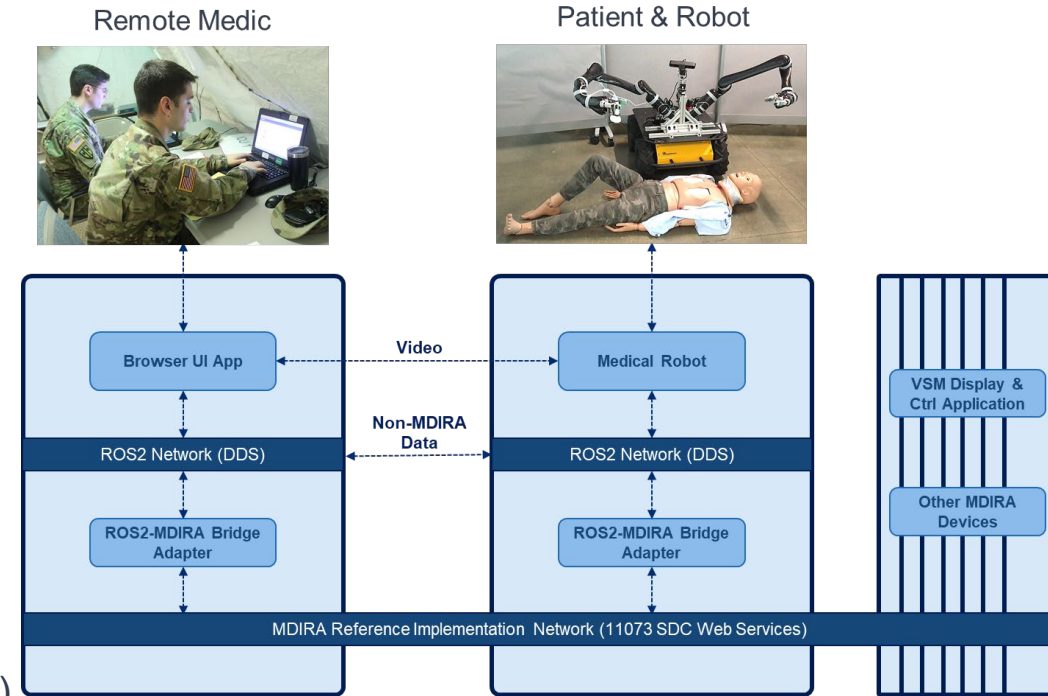 Remote Medic
Patient & Robot
Browser UI App
Video
Medical Robot
VSM Display &
Ctrl Application
Non-MDIRA
Data
ROS2 Network (DDS)
ROS2 Network (DDS)
Other MDIRA
Devices
ROS2-MDIRA Bridge
Adapter
ROS2-MDIRA Bridge
Adapter
MDIRA Reference Implementation Network (11073 SDC Web Services)
)